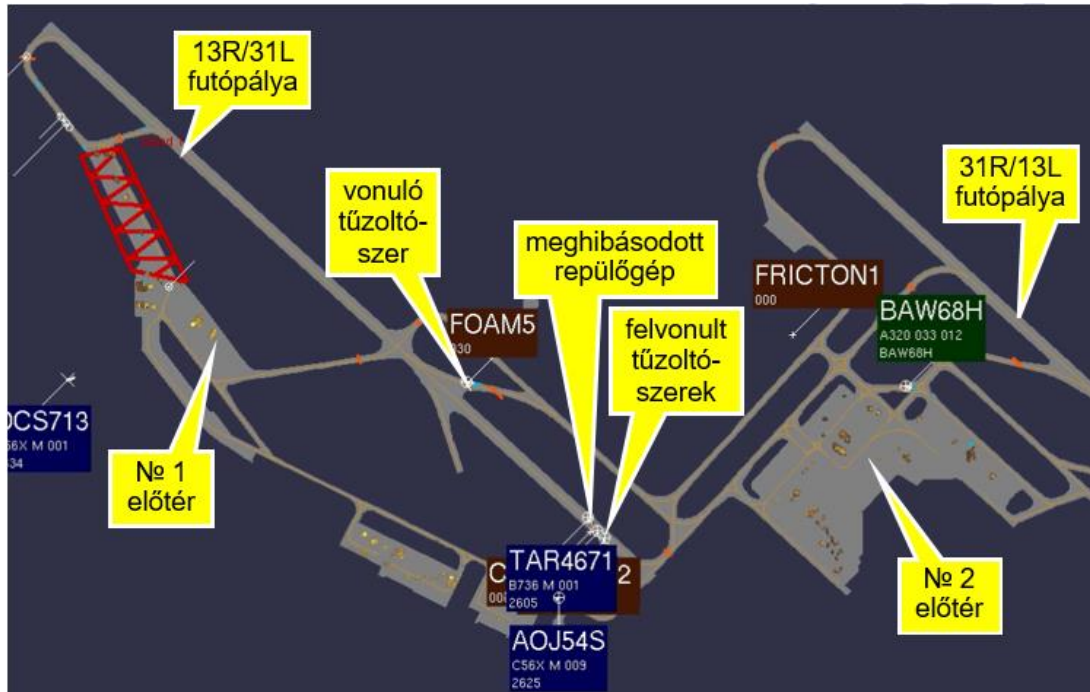 13R/31L
futópálya
31R/13L
futópálya
vonuló
tűzoltó-
szer
meghibásodott
repülőgép
FRICTON1
000
BAW68H
A320 033 012
BAW68H
FOAM5
030
felvonult
tűzoltó-
szerek
OCS713
56X M 001
№ 1
előtér
№ 2
előtér
TAR4671
B736 M 001
2605
AOJ54S
C56X M 009
2625